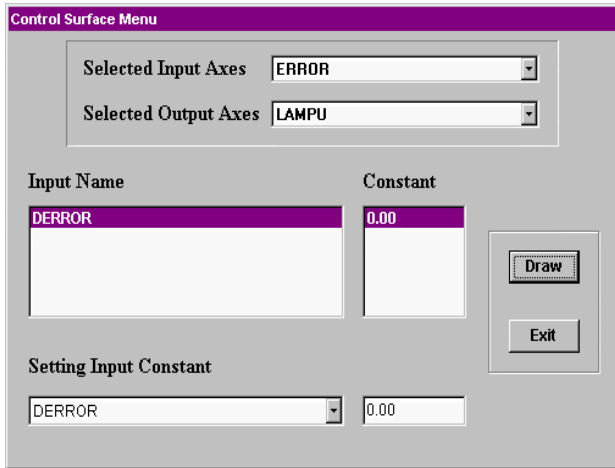 Control Surface Menu
Selected Input Axes ERROR
Selected Output Axes LAMPU
Input Name Constant
DERROR 0.00
Draw
Exit
Setting Input Constant
DERROR 0.00